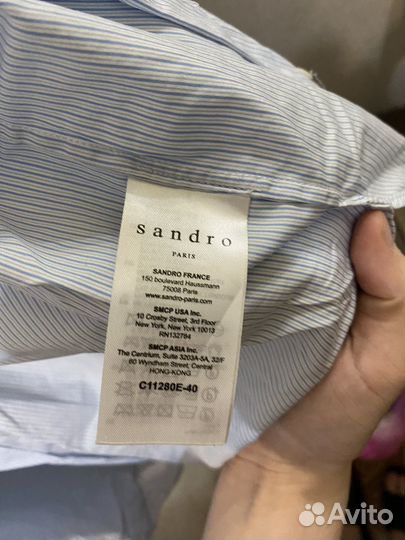 sandro
PARIS
SANDRO FRANCE
150 boulevard Haussmann
75008 Paris
www.sandro-paris.com
SMCP USA Inc.
10 Crosby Street, 3rd Floor
New York, New York 10013
RN132784
SMCP ASIA Inc.
The Centrium, Suite 3203A-5A, 32/F
60 Wyndham Street, Central
HONG-KONG
C11280E-40
Avito